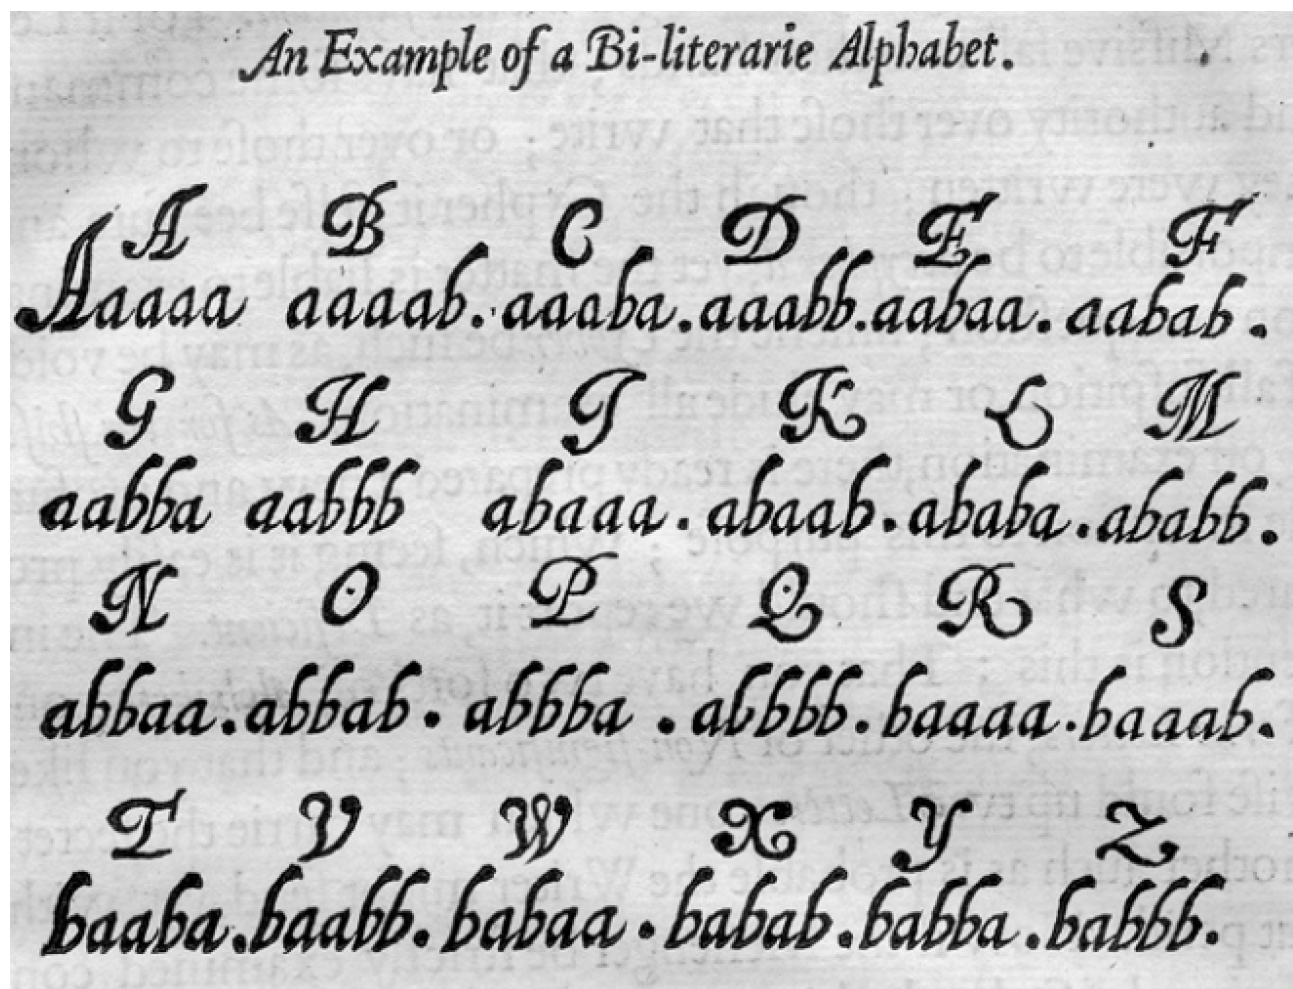 An Example of a Bi-literarie Alphabet.
A B C D E F
Aaaaa aaaab. aaaba. aaabb. aabaa. aabab.
G H I K L M
aabba aabbb abaaa. abaab. ababa. ababb.
N O P Q R S
abbaa. abbab. abbba. abbbb. baaaa. baaab.
T V W X Y Z
baaba. baabb. babaa. babab. babba. babbb.